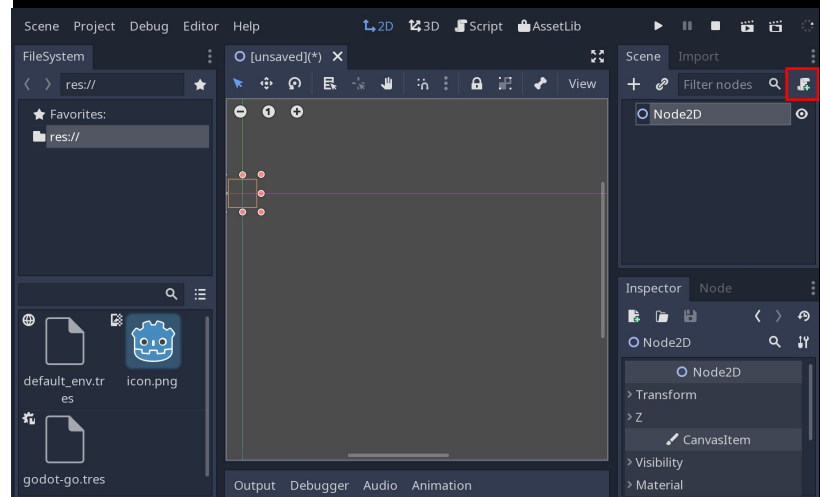 Scene Project Debug Editor Help 2D 3D Script AssetLib
FileSystem
res://
Favorites:
res://
default_env.tr
es
icon.png
godot-go.tres
[unsaved](*)
View
1
Output Debugger Audio Animation
Scene Import
Filter nodes
Node2D
Inspector Node
Node2D
Node2D
Transform
Z
CanvasItem
Visibility
Material